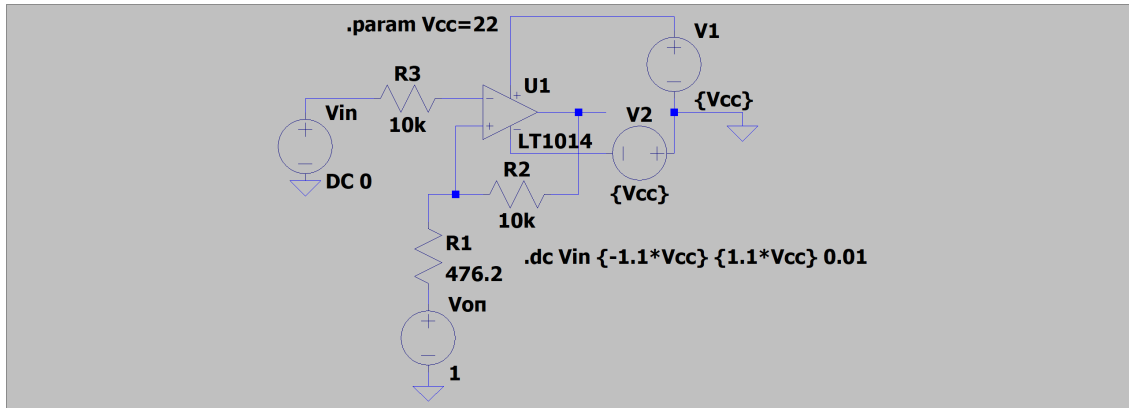 .param Vcc=22
V1
R3
U1
Vin
{Vcc}
10k
V2
LT1014
DC 0
R2
{Vcc}
10k
R1
.dc Vin {-1.1*Vcc} {1.1*Vcc} 0.01
476.2
Vоп
1